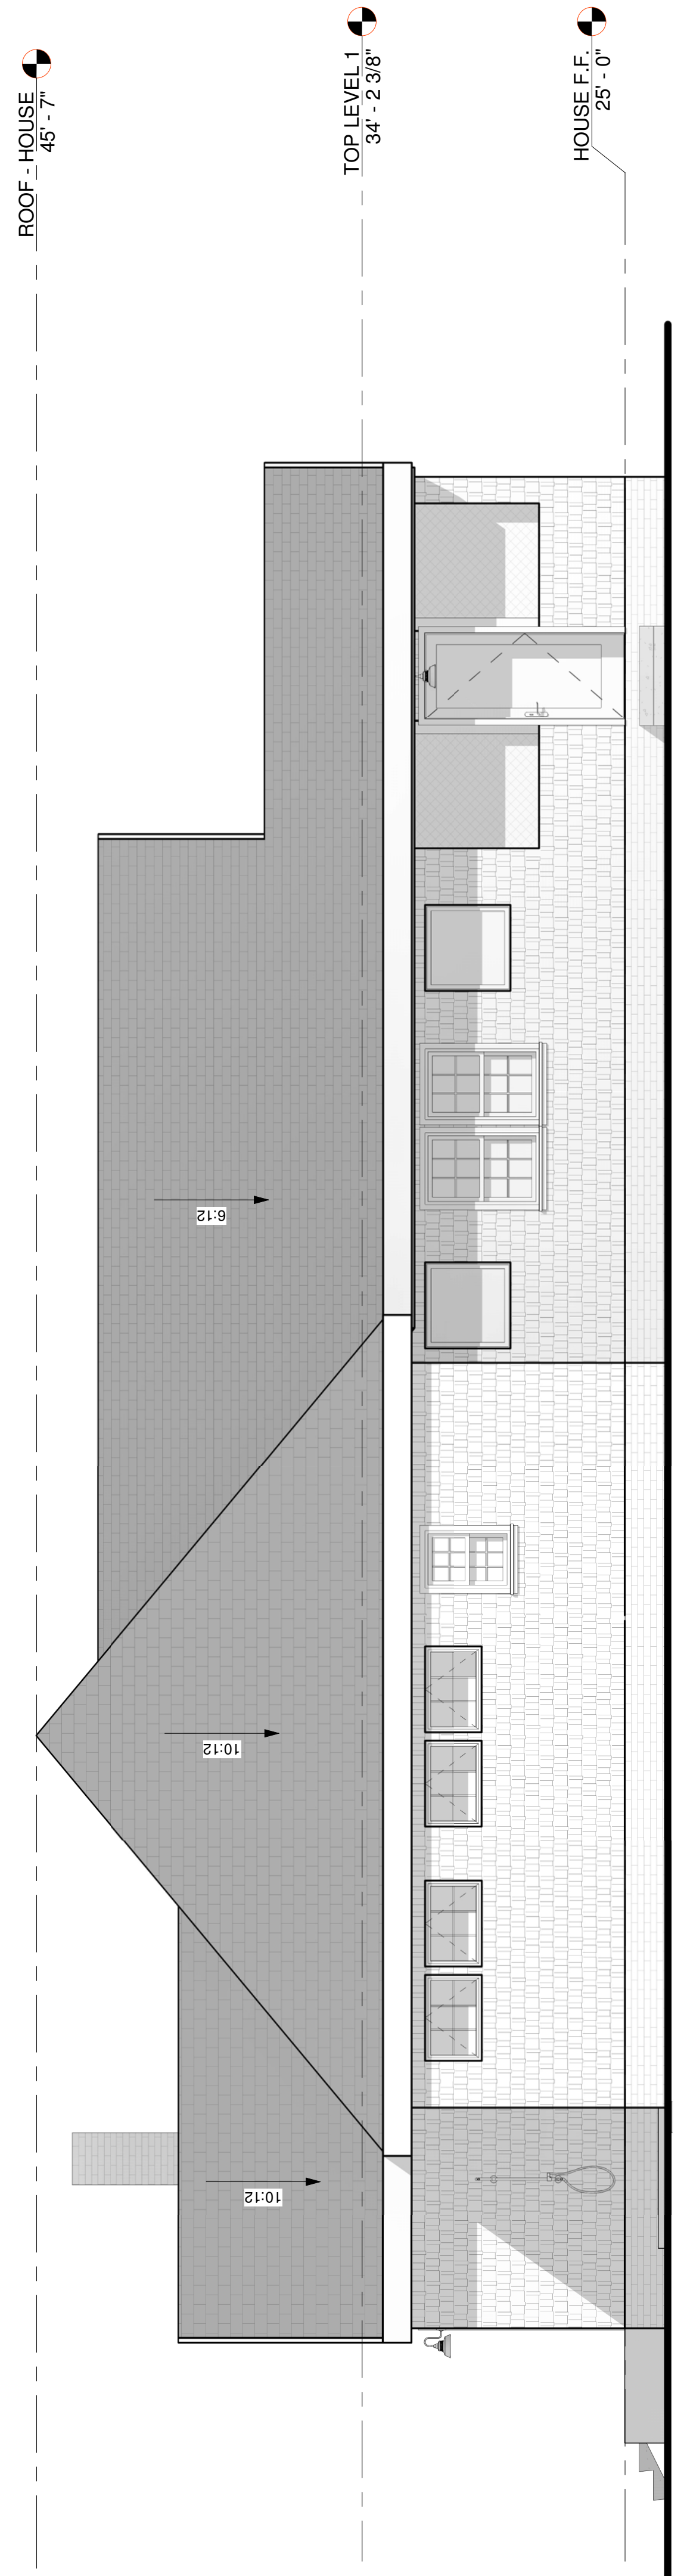 ROOF - HOUSE
45' - 7"
TOP LEVEL 1
34' - 2 3/8"
HOUSE F.F.
25' - 0"
6:12
10:12
10:12